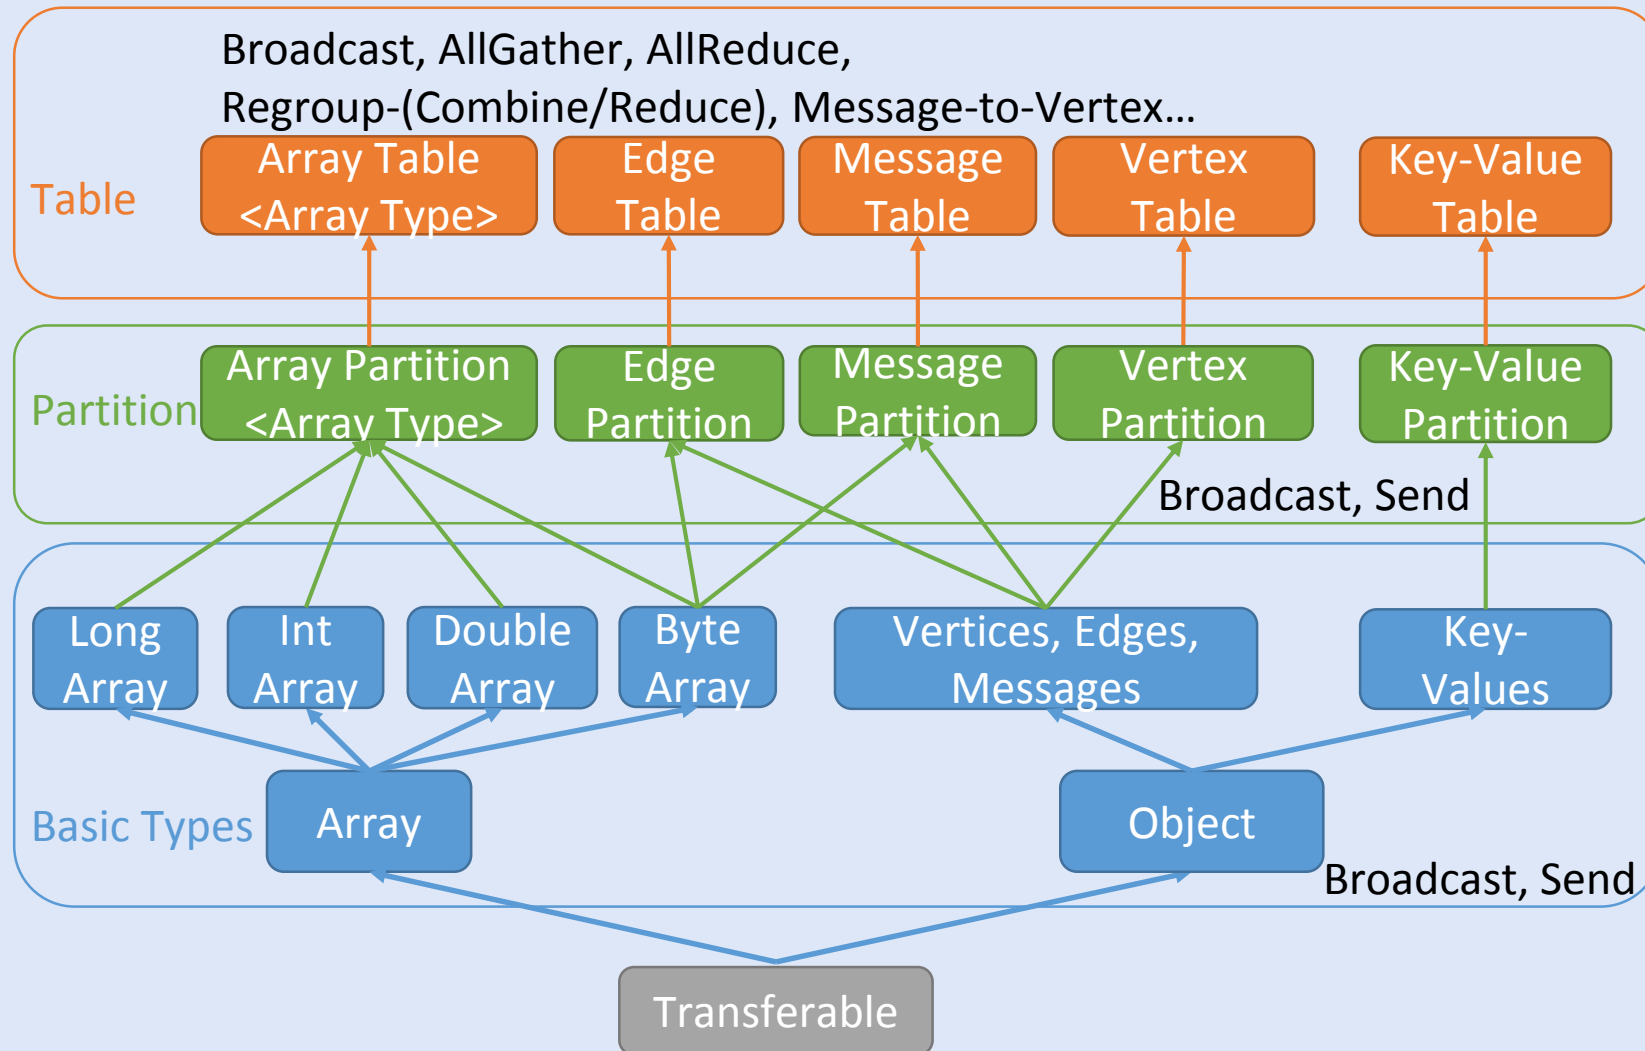 Broadcast, AllGather, AllReduce,
Regroup-(Combine/Reduce), Message-to-Vertex...
Table
Array Table
<Array Type>
Edge
Table
Message
Table
Vertex
Table
Key-Value
Table
Partition
Array Partition
<Array Type>
Edge
Partition
Message
Partition
Vertex
Partition
Key-Value
Partition
Broadcast, Send
Long
Array
Int
Array
Double
Array
Byte
Array
Vertices, Edges,
Messages
Key-
Values
Basic Types
Array
Object
Broadcast, Send
Transferable